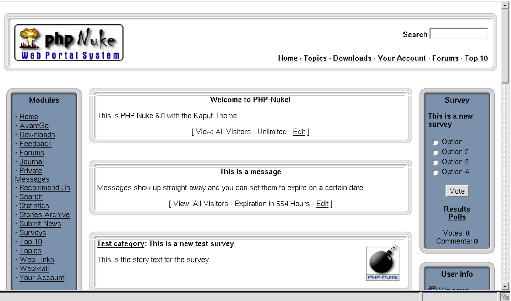 php Nuke
Web Portal System
Search
Home · Topics · Downloads · Your Account · Forums · Top 10
Modules
· Home
· AvantGo
· Downloads
· Feedback
· Forums
· Journal
· Private
Messages
· Recommend Us
· Search
· Statistics
· Stories Archive
· Submit News
· Surveys
· Top 10
· Topics
· Web Links
· WebMail
· Your Account
Welcome to PHP-Nuke!
This is PHP-Nuke 6.0 with the Kaput Theme
[ View: All Visitors - Unlimited - Edit ]
This is a message
Messages show up straight away and you can set them to expire on a certain date
[ View: All Visitors - Expiration in 554 Hours - Edit ]
Test category: This is a new test survey
This is the story text for the survey
PHP-NUKE
Survey
This is a new
survey
Option
Option 2
Option 3
Option 4
Vote
Results
Polls
Votes: 0
Comments: 0
User Info